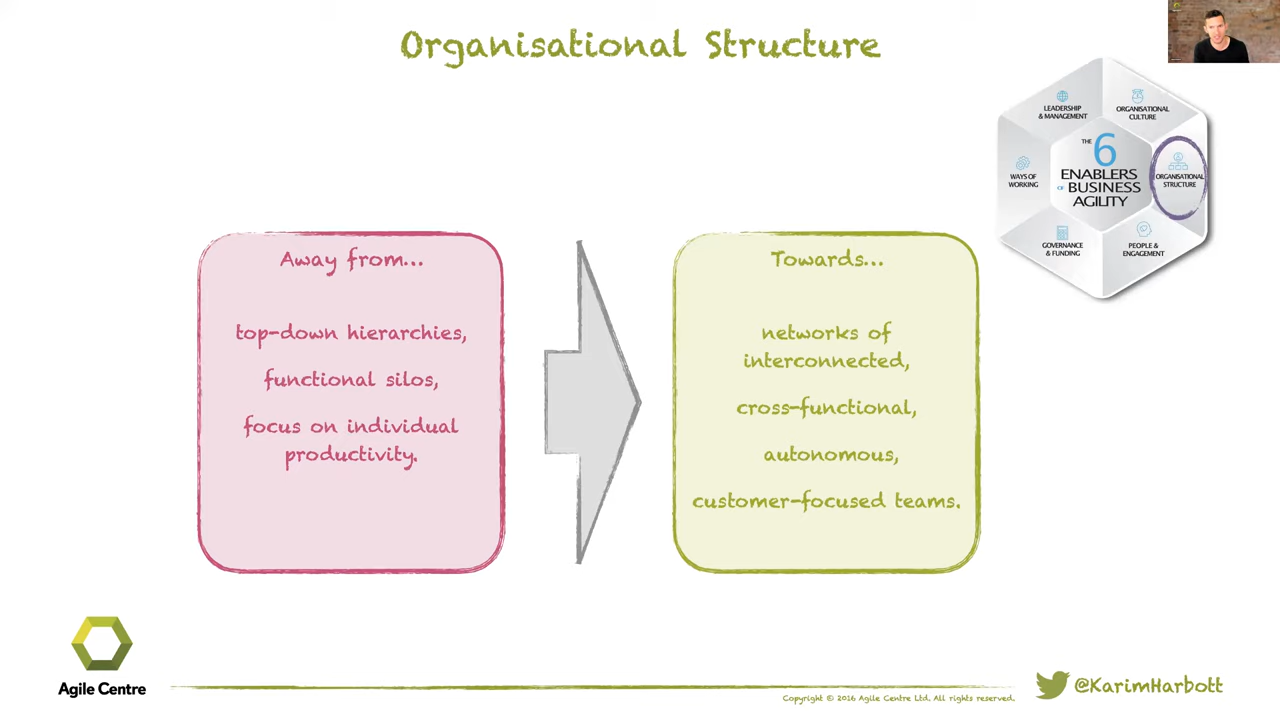 Organisational Structure
LEADERSHIP
& MANAGEMENT
ORGANISATIONAL
CULTURE
THE 6
ENABLERS
OF BUSINESS
AGILITY
WAYS OF
WORKING
ORGANISATIONAL
STRUCTURE
GOVERNANCE
& FUNDING
PEOPLE &
ENGAGEMENT
Away from...
top-down hierarchies,
functional silos,
focus on individual
productivity.
Towards...
networks of
interconnected,
cross-functional,
autonomous,
customer-focused teams.
Agile Centre
Copyright © 2016 Agile Centre Ltd. All rights reserved.
@KarimHarbott